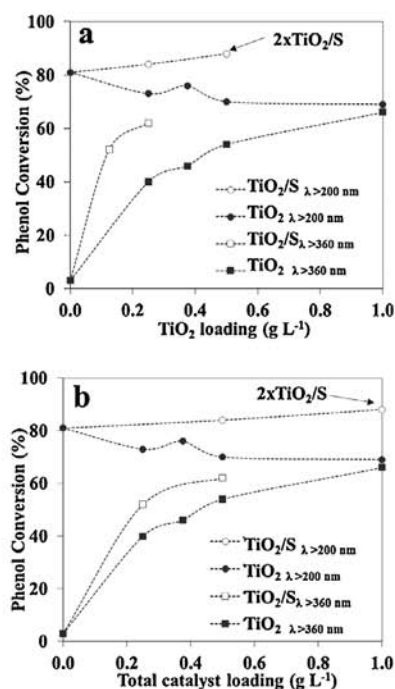 a
2xTiO₂/S
100
80
60
40
20
0
Phenol Conversion (%)
TiO₂/S λ>200 nm
TiO₂ λ>200 nm
TiO₂/S λ>360 nm
TiO₂ λ>360 nm
0.0 0.2 0.4 0.6 0.8 1.0
TiO₂ loading (g L⁻¹)
b
2xTiO₂/S
100
80
60
40
20
0
Phenol Conversion (%)
TiO₂/S λ>200 nm
TiO₂ λ>200 nm
TiO₂/S λ>360 nm
TiO₂ λ>360 nm
0.0 0.2 0.4 0.6 0.8 1.0
Total catalyst loading (g L⁻¹)